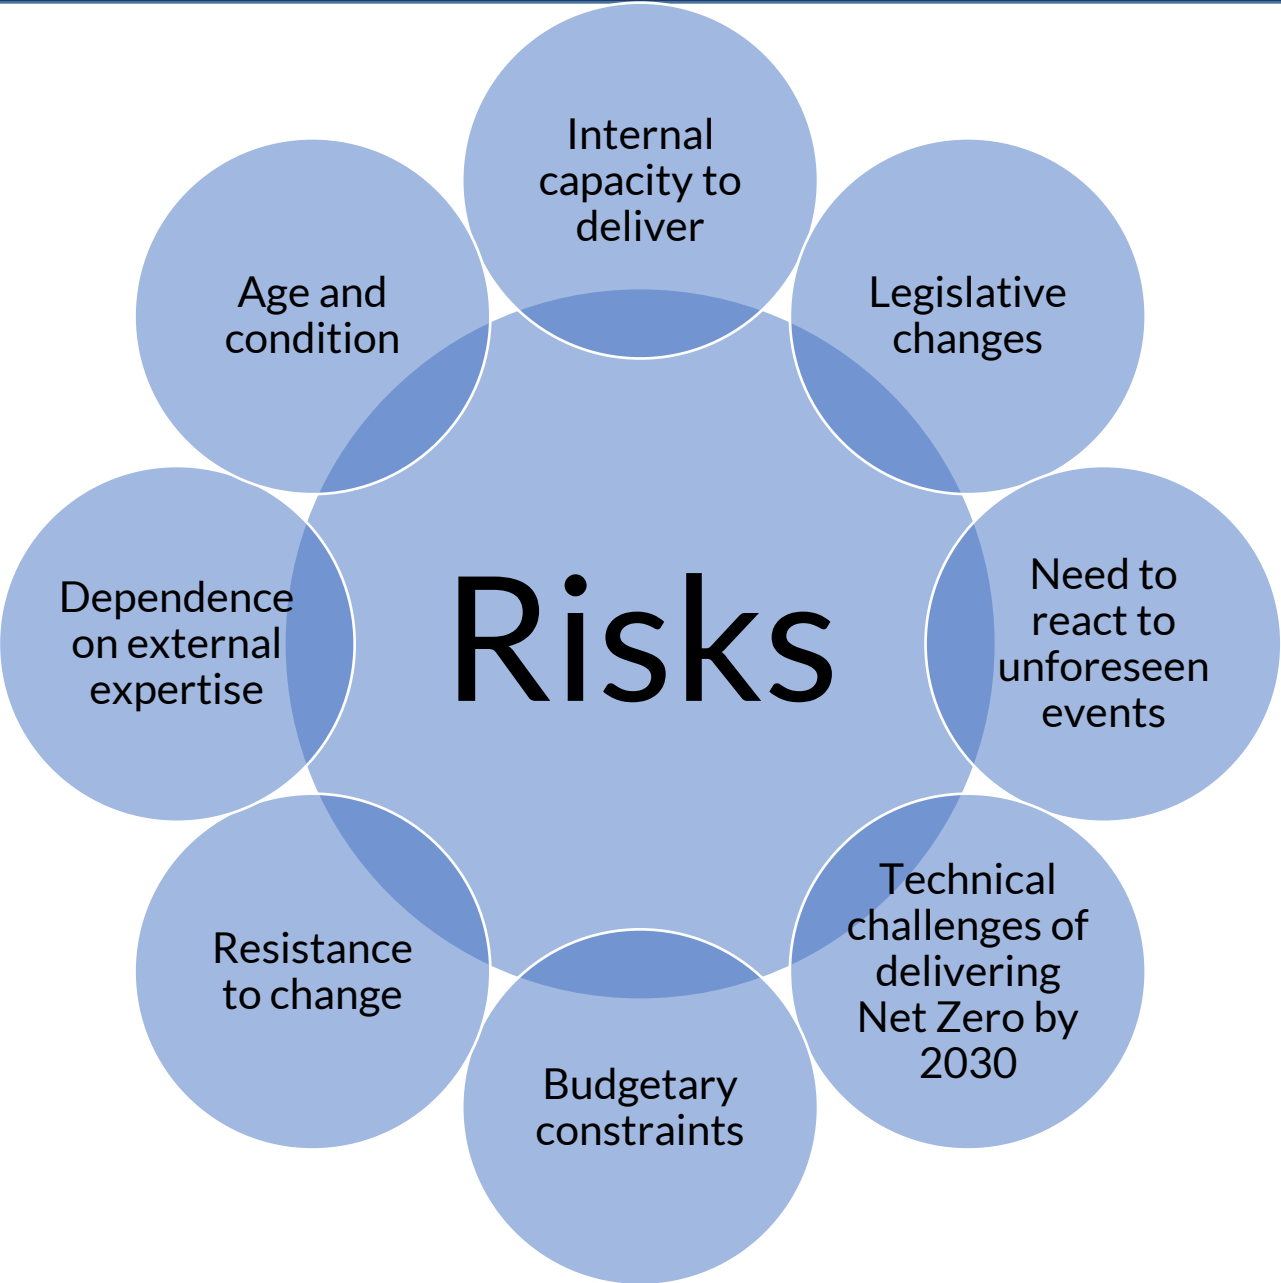 Internal
capacity to
deliver
Legislative
changes
Need to
react to
unforeseen
events
Technical
challenges of
delivering
Net Zero by
2030
Budgetary
constraints
Resistance
to change
Dependence
on external
expertise
Age and
condition
Risks